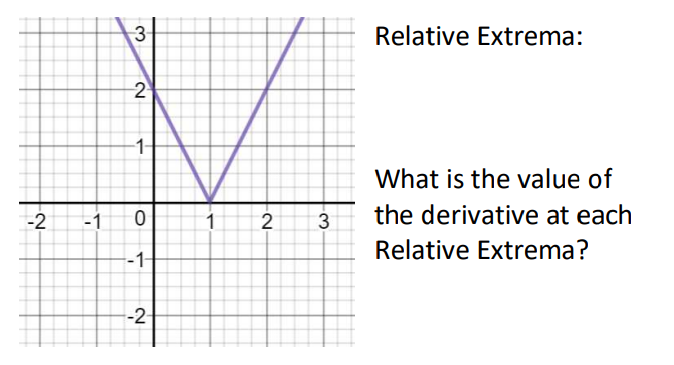 Relative Extrema:
3
2
1
-2 -1 0 1 2 3
-1
-2
What is the value of
the derivative at each
Relative Extrema?